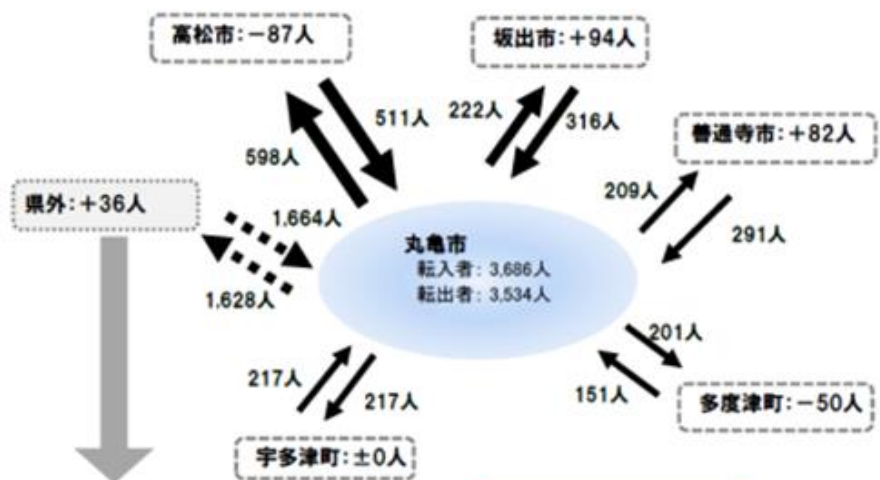 高松市:-87人
坂出市:+94人
511人
222人
316人
598人
善通寺市:+82人
209人
291人
県外:+36人
1,664人
1,628人
丸亀市
転入者: 3,686人
転出者: 3,534人
201人
151人
多度津町:-50人
217人
217人
宇多津町:±0人